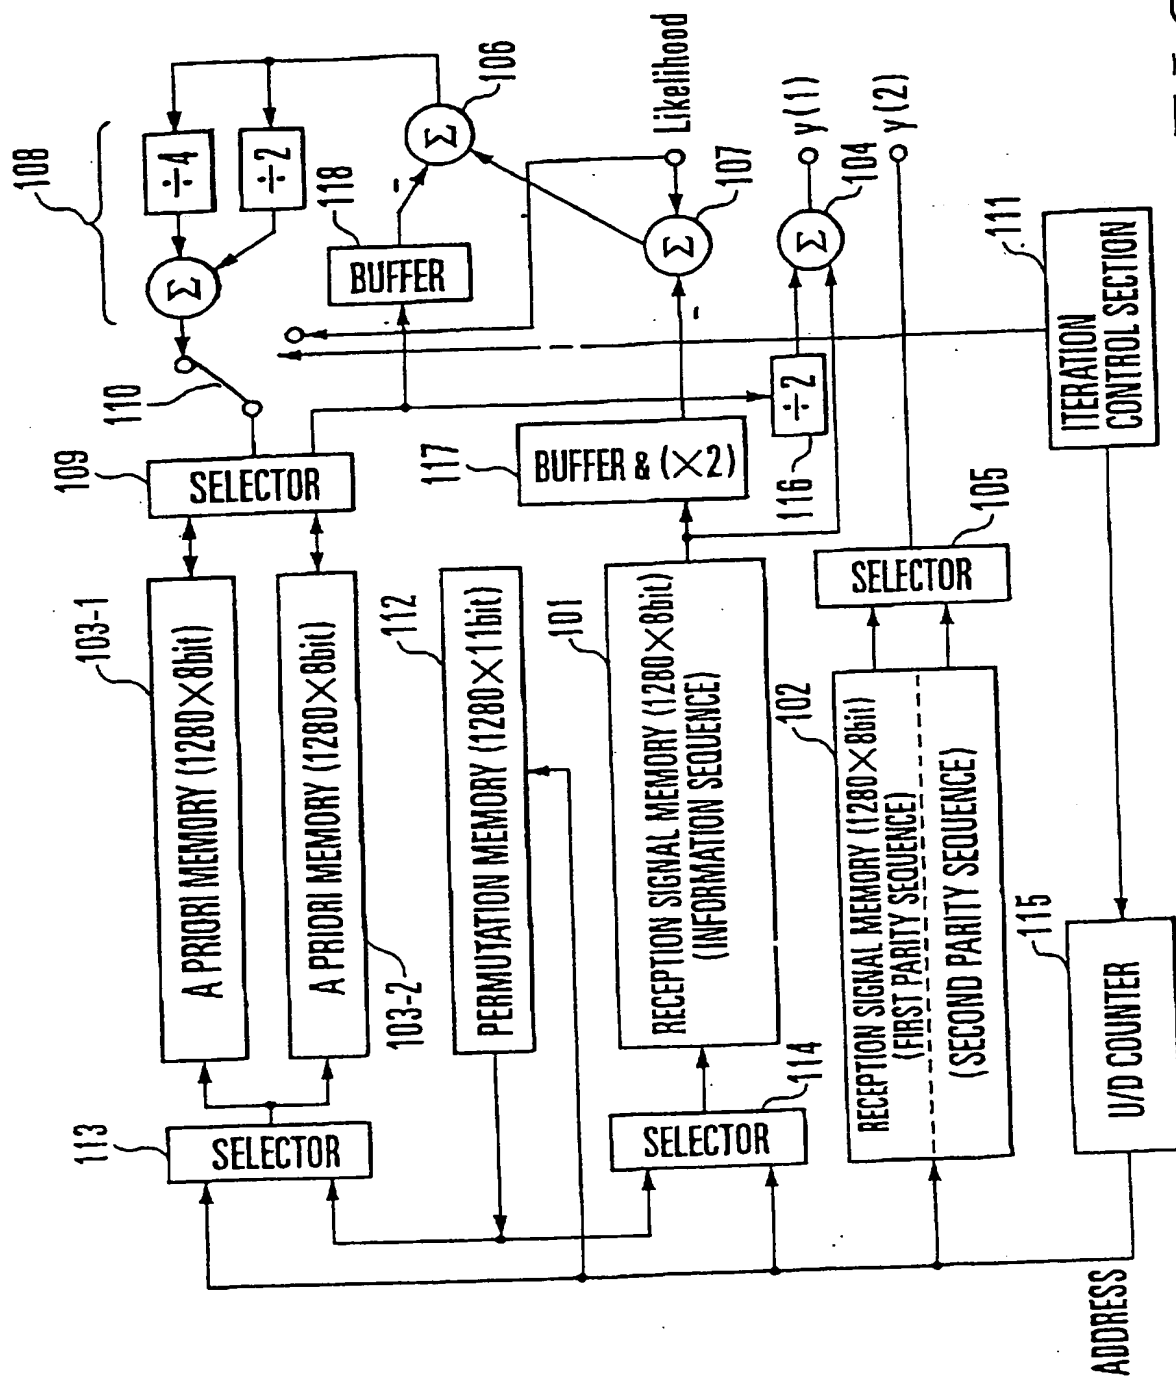 108
÷4
÷2
Σ
106
Σ
118
BUFFER
-
110
109
SELECTOR
103-1
A PRIORI MEMORY (1280×8bit)
A PRIORI MEMORY (1280×8bit)
103-2
113
SELECTOR
112
PERMUTATION MEMORY (1280×11bit)
Likelihood
Σ
107
-
117
BUFFER & (×2)
101
RECEPTION SIGNAL MEMORY (1280×8bit)
(INFORMATION SEQUENCE)
114
SELECTOR
y(1)
Σ
104
÷2
116
y(2)
105
SELECTOR
102
RECEPTION SIGNAL MEMORY (1280×8bit)
(FIRST PARITY SEQUENCE)
(SECOND PARITY SEQUENCE)
111
ITERATION
CONTROL SECTION
115
U/D COUNTER
ADDRESS